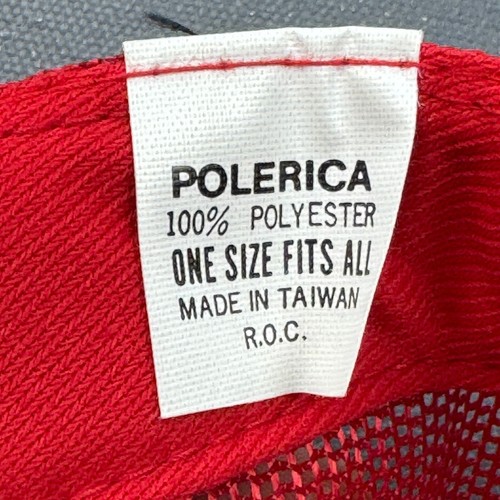 POLERICA
100% POLYESTER
ONE SIZE FITS ALL
MADE IN TAIWAN
R.O.C.